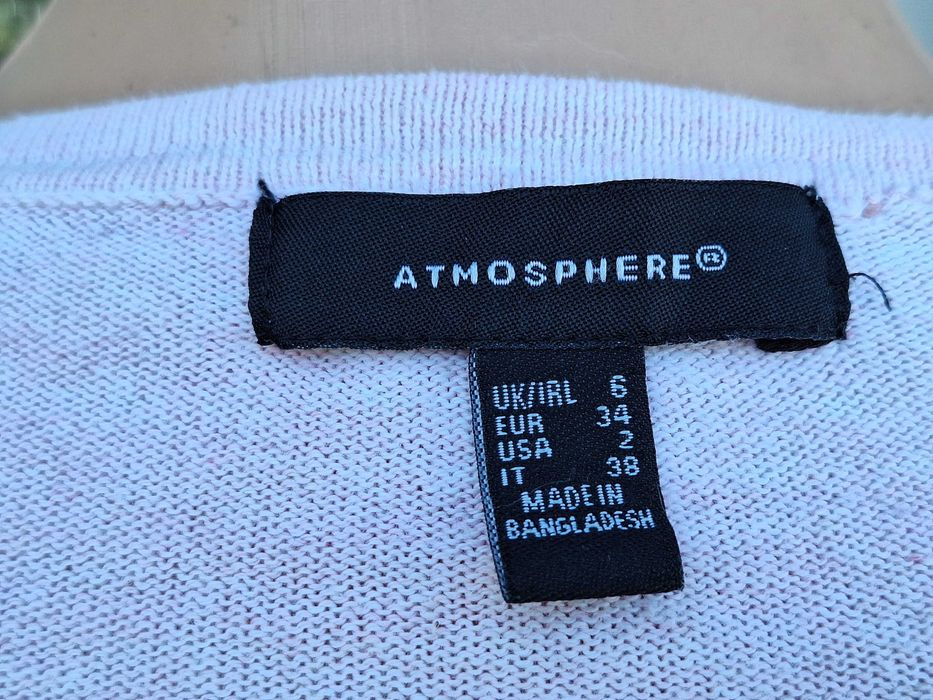 ATMOSPHERE®
UK/IRL 6
EUR 34
USA 2
IT 38
MADE IN
BANGLADESH